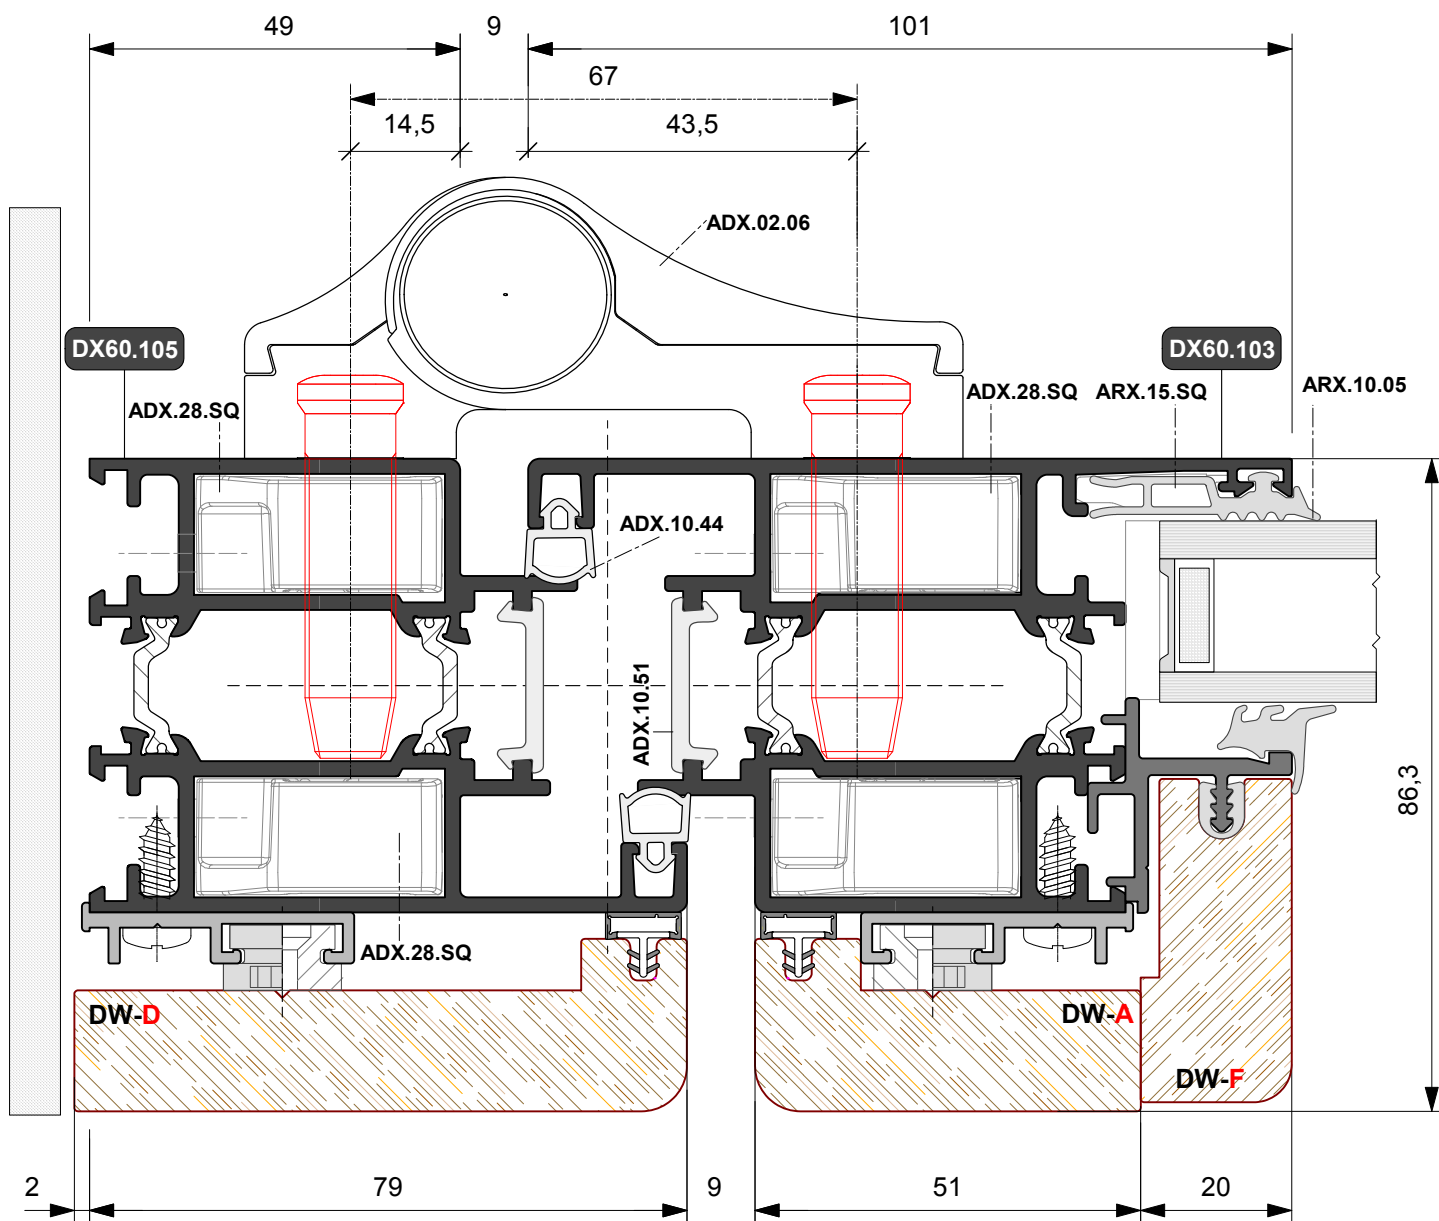 49
9
101
67
14,5
43,5
ADX.02.06
DX60.105
DX60.103
ADX.28.SQ
ADX.28.SQ
ARX.15.SQ
ARX.10.05
ADX.10.44
ADX.10.51
86,3
ADX.28.SQ
DW-D
DW-A
DW-F
2
79
9
51
20